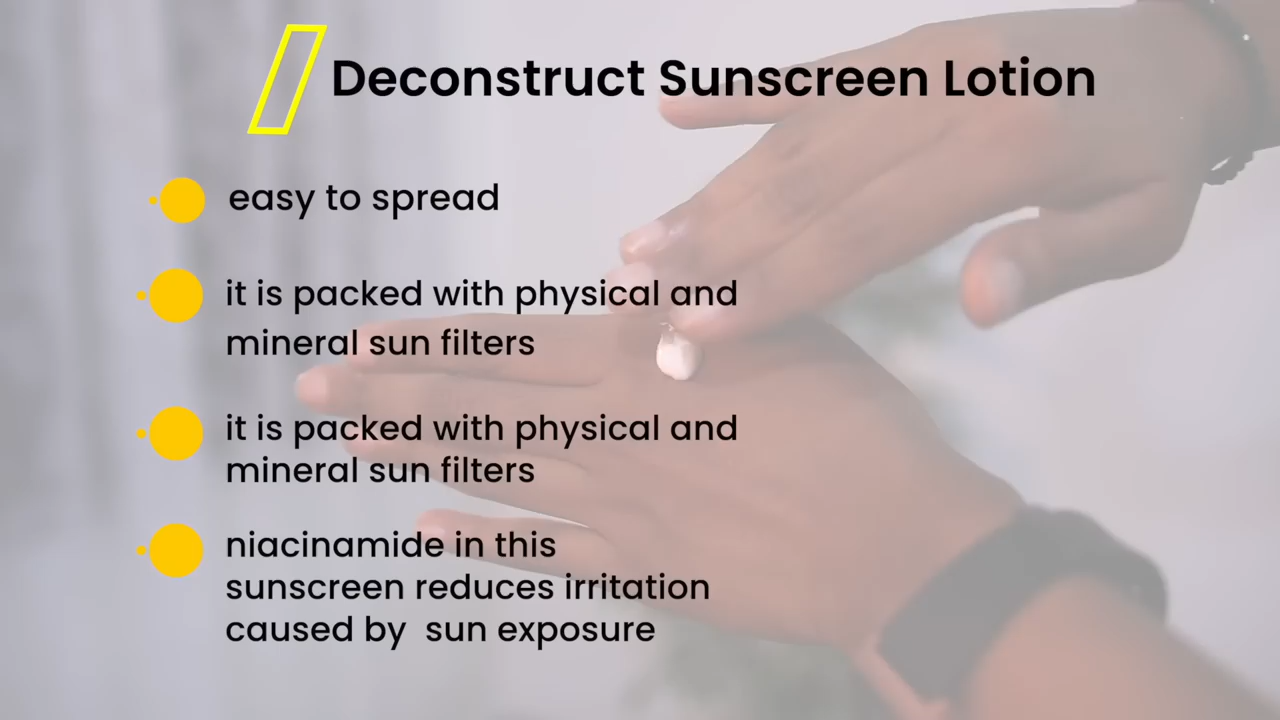 Deconstruct Sunscreen Lotion
easy to spread
it is packed with physical and
mineral sun filters
it is packed with physical and
mineral sun filters
niacinamide in this
sunscreen reduces irritation
caused by  sun exposure